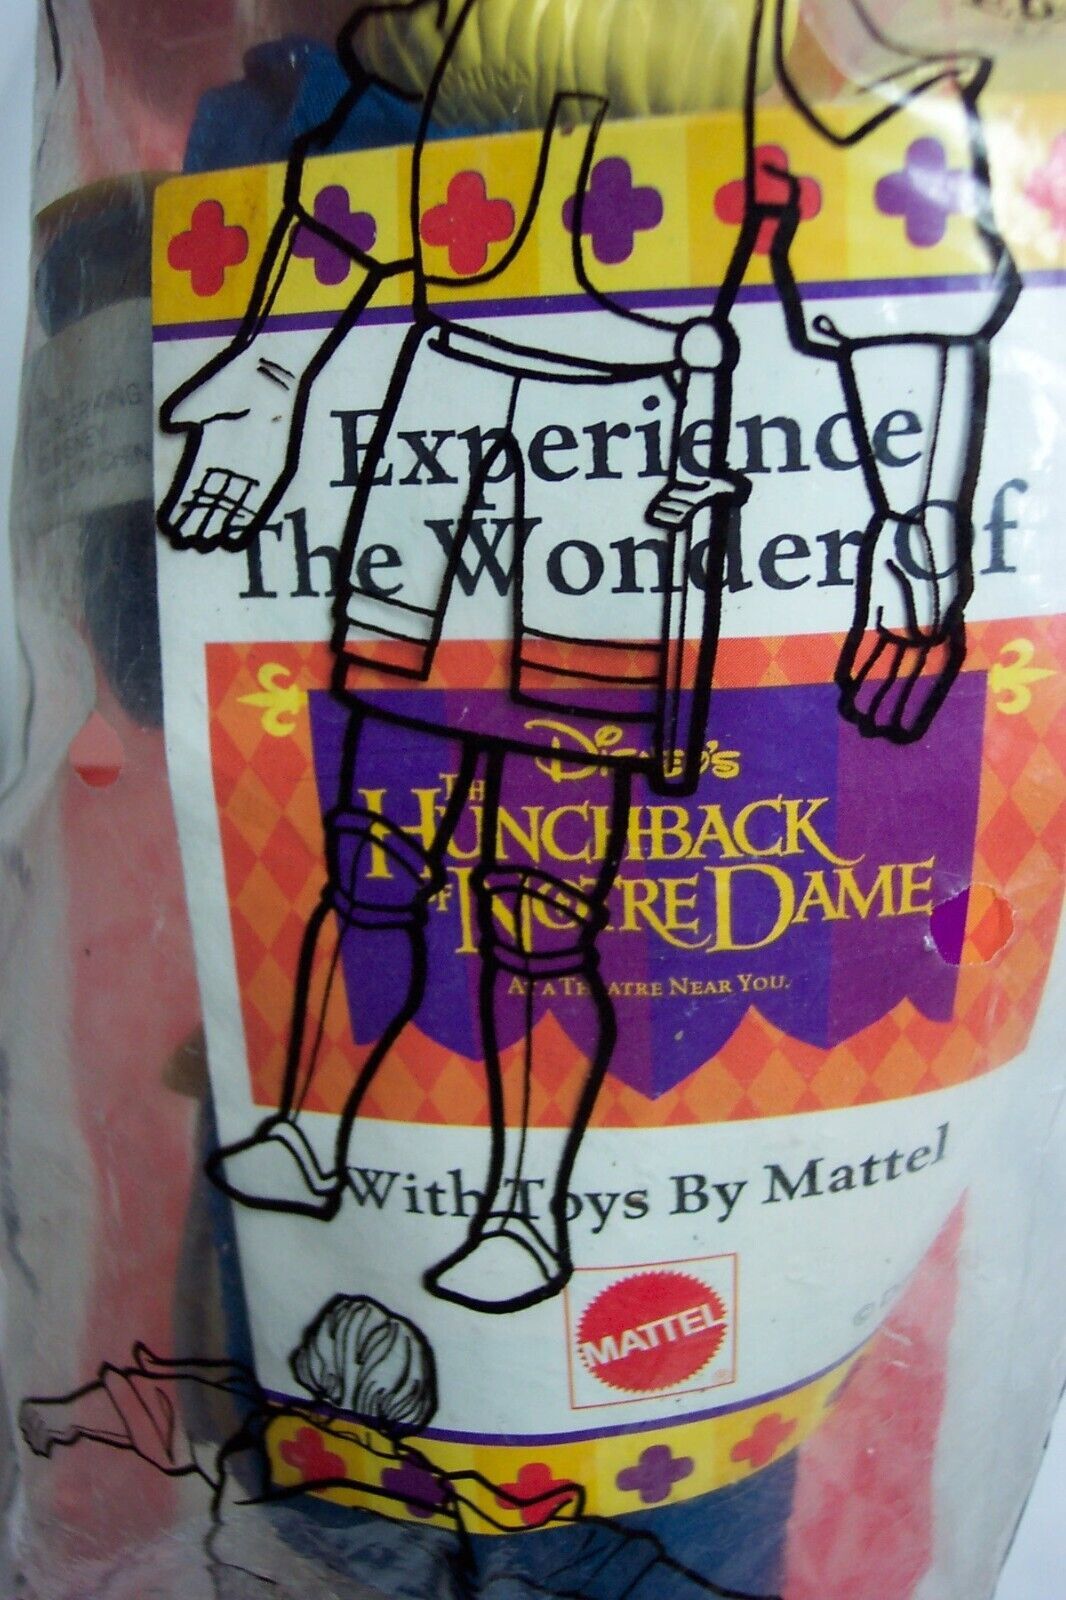 CHINA
Experience
The Wonder Of
Disney's
THE
HUNCHBACK
OF NOTRE DAME
AT A THEATRE NEAR YOU.
With Toys By Mattel
MATTEL
®
©